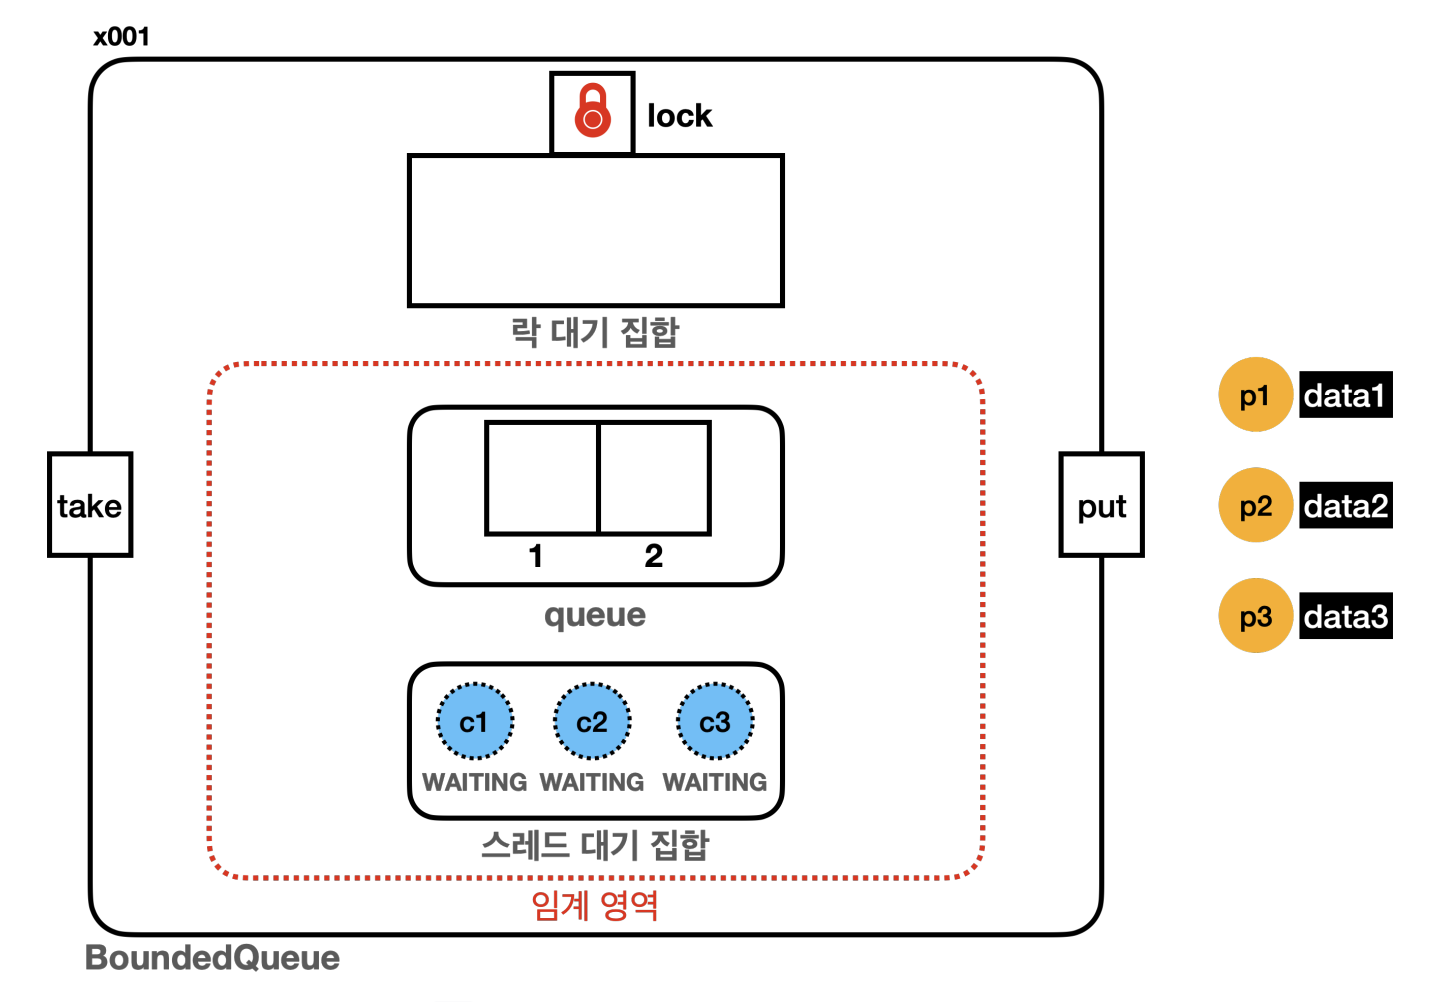 x001
lock
락 대기 집합
p1 data1
take
put
p2 data2
1 2
queue
p3 data3
c1 c2 c3
WAITING WAITING WAITING
스레드 대기 집합
임계 영역
BoundedQueue